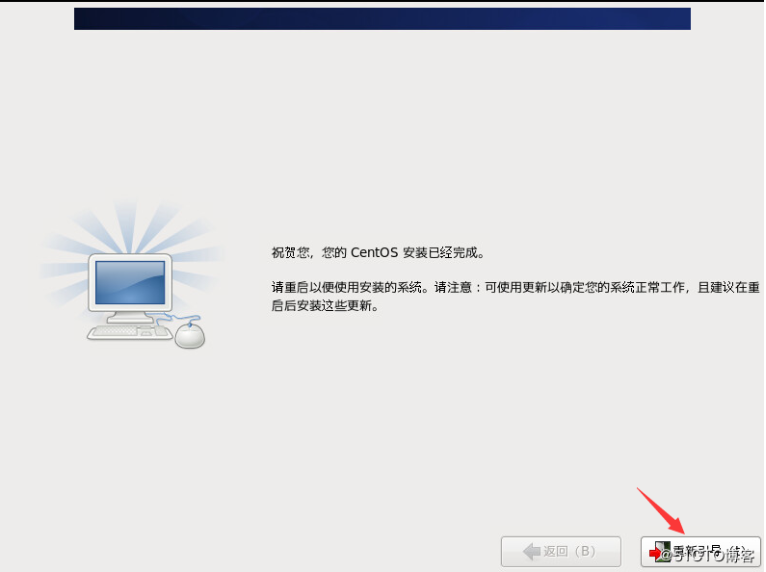 祝贺您，您的 CentOS 安装已经完成。
请重启以便使用安装的系统。请注意：可使用更新以确定您的系统正常工作，且建议在重
启后安装这些更新。
返回（B）
重新引导（t）
@51CTO博客